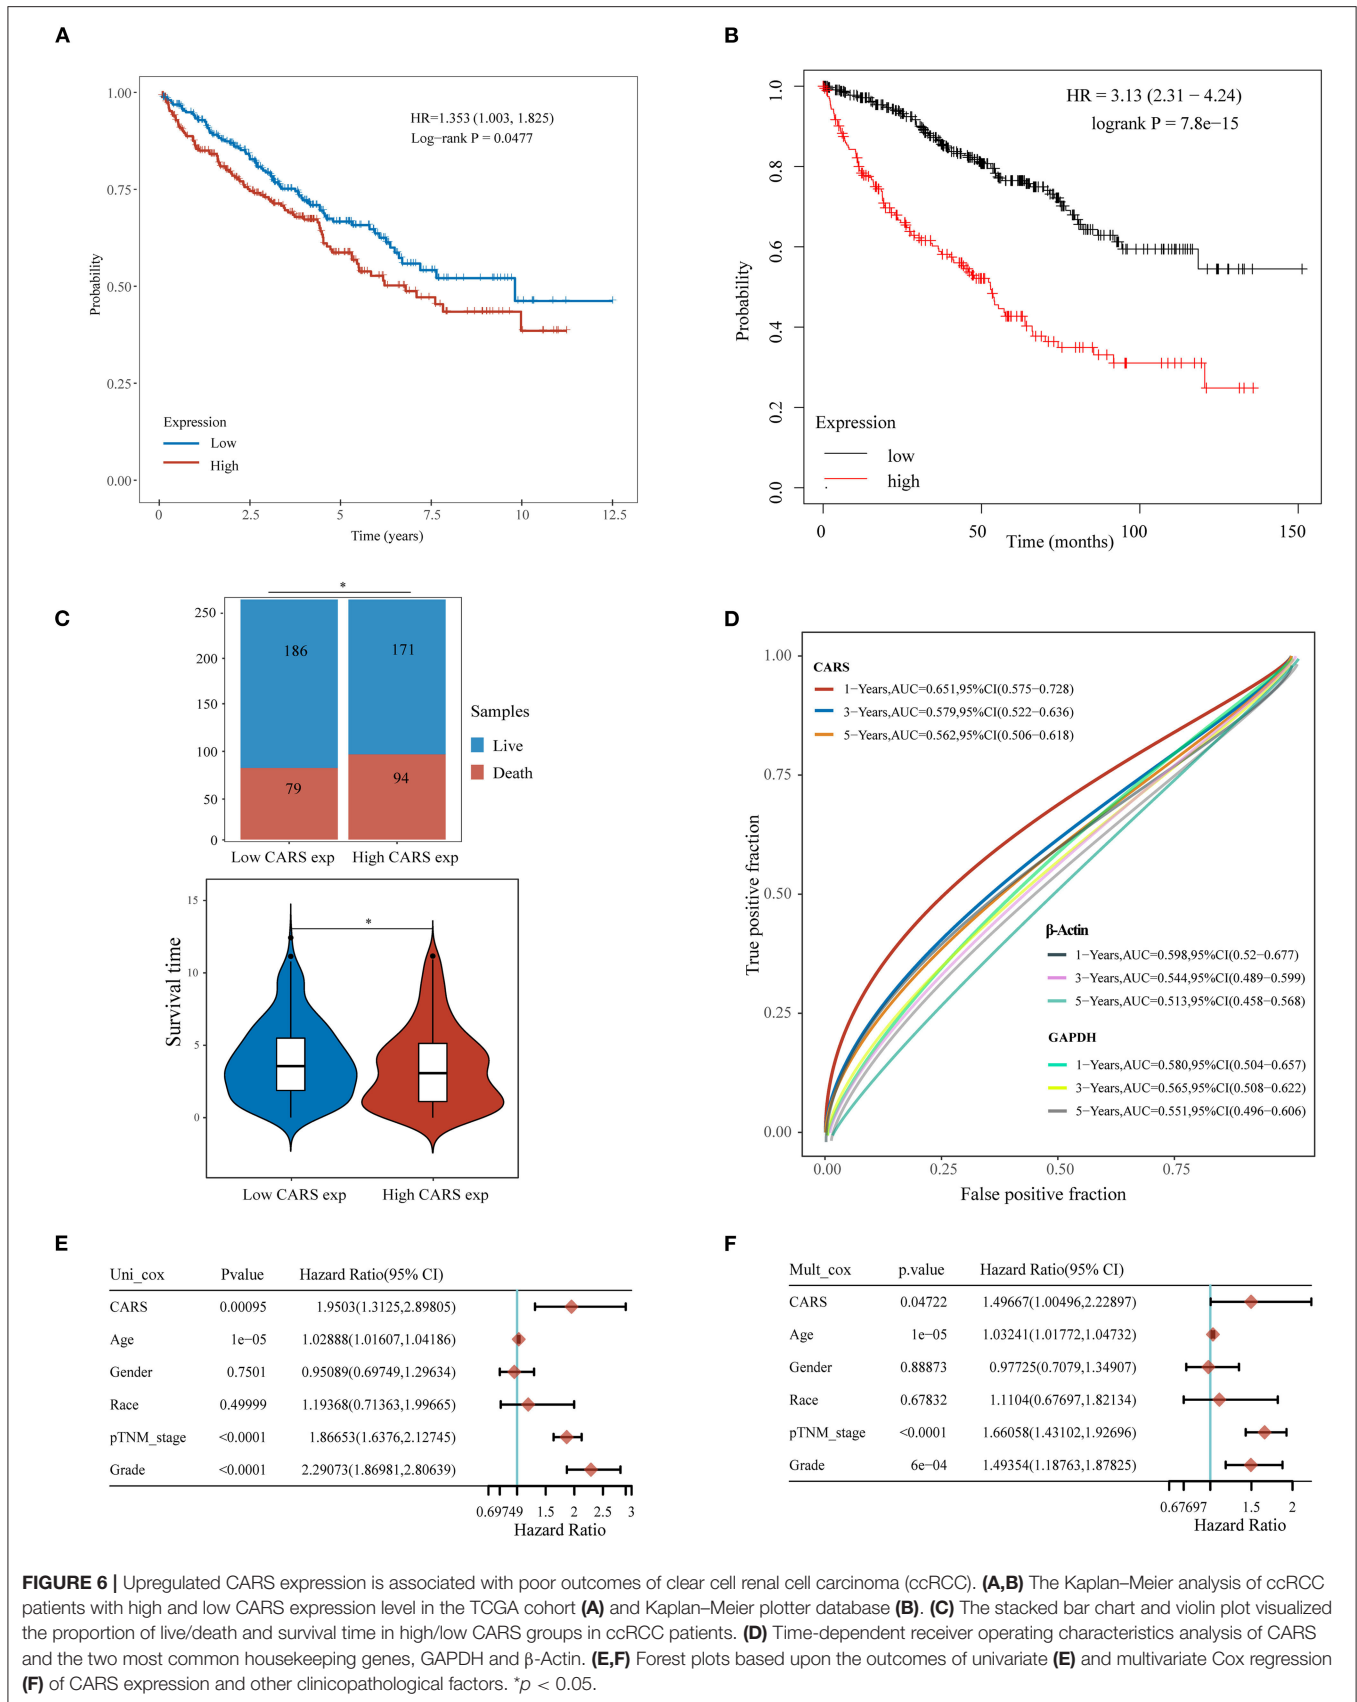 A
1.00
0.75
0.50
0.25
0.00
Probability
HR=1.353 (1.003, 1.825)
Log−rank P = 0.0477
Expression
Low
High
0 2.5 5 7.5 10 12.5
Time (years)
B
1.0
0.8
0.6
0.4
0.2
0.0
Probability
HR = 3.13 (2.31 − 4.24)
logrank P = 7.8e−15
Expression
low
high
0 50 100 150
Time (months)
C
*
250
200
150
100
50
0
186 171
79 94
Samples
Live
Death
Low CARS exp High CARS exp
15
10
5
0
Survival time
*
Low CARS exp High CARS exp
D
1.00
0.75
0.50
0.25
0.00
True positive fraction
CARS
1−Years,AUC=0.651,95%CI(0.575−0.728)
3−Years,AUC=0.579,95%CI(0.522−0.636)
5−Years,AUC=0.562,95%CI(0.506−0.618)
β-Actin
1−Years,AUC=0.598,95%CI(0.52−0.677)
3−Years,AUC=0.544,95%CI(0.489−0.599)
5−Years,AUC=0.513,95%CI(0.458−0.568)
GAPDH
1−Years,AUC=0.580,95%CI(0.504−0.657)
3−Years,AUC=0.565,95%CI(0.508−0.622)
5−Years,AUC=0.551,95%CI(0.496−0.606)
0.00 0.25 0.50 0.75
False positive fraction
E
Uni_cox Pvalue Hazard Ratio(95% CI)
CARS 0.00095 1.9503(1.3125,2.89805)
Age 1e−05 1.02888(1.01607,1.04186)
Gender 0.7501 0.95089(0.69749,1.29634)
Race 0.49999 1.19368(0.71363,1.99665)
pTNM_stage <0.0001 1.86653(1.6376,2.12745)
Grade <0.0001 2.29073(1.86981,2.80639)
0.69749 1.5 2 2.5 3
Hazard Ratio
F
Mult_cox p.value Hazard Ratio(95% CI)
CARS 0.04722 1.49667(1.00496,2.22897)
Age 1e−05 1.03241(1.01772,1.04732)
Gender 0.88873 0.97725(0.7079,1.34907)
Race 0.67832 1.1104(0.67697,1.82134)
pTNM_stage <0.0001 1.66058(1.43102,1.92696)
Grade 6e−04 1.49354(1.18763,1.87825)
0.67697 1.5 2
Hazard Ratio
FIGURE 6 | Upregulated CARS expression is associated with poor outcomes of clear cell renal cell carcinoma (ccRCC). (A,B) The Kaplan–Meier analysis of ccRCC
patients with high and low CARS expression level in the TCGA cohort (A) and Kaplan–Meier plotter database (B). (C) The stacked bar chart and violin plot visualized
the proportion of live/death and survival time in high/low CARS groups in ccRCC patients. (D) Time-dependent receiver operating characteristics analysis of CARS
and the two most common housekeeping genes, GAPDH and β-Actin. (E,F) Forest plots based upon the outcomes of univariate (E) and multivariate Cox regression
(F) of CARS expression and other clinicopathological factors. *p < 0.05.